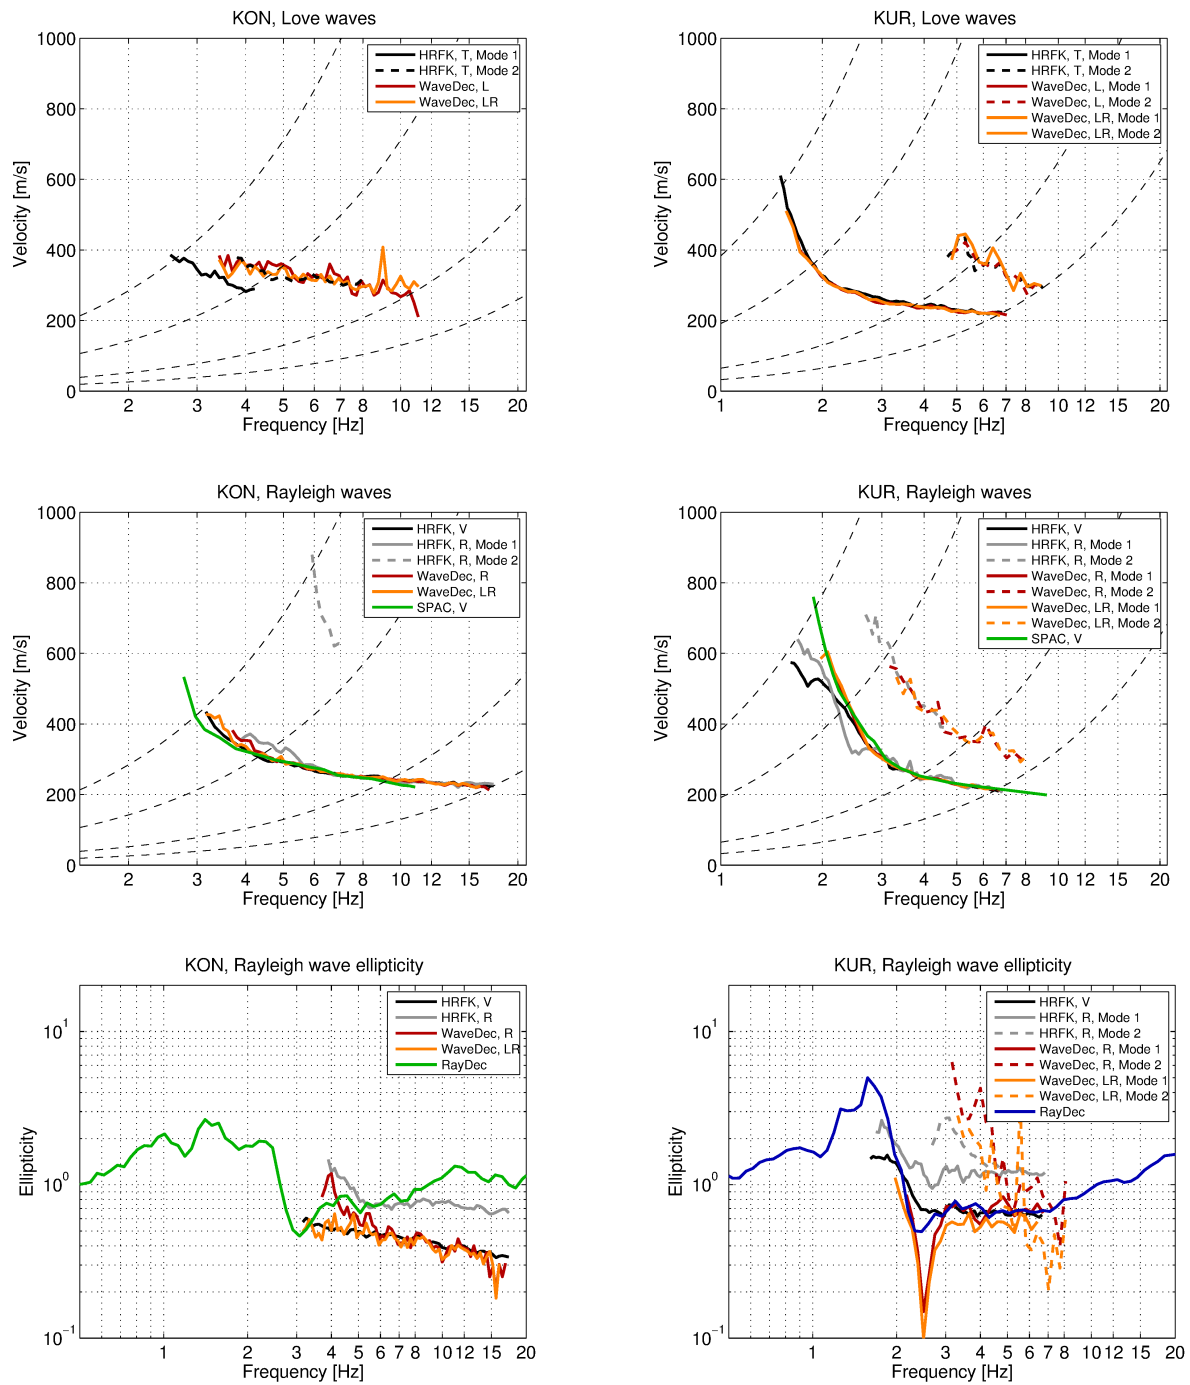 KON, Love waves
1000
800
600
400
200
0
Velocity [m/s]
HRFK, T, Mode 1
HRFK, T, Mode 2
WaveDec, L
WaveDec, LR
2 3 4 5 6 7 8 10 12 15 20
Frequency [Hz]
KUR, Love waves
1000
800
600
400
200
0
Velocity [m/s]
HRFK, T, Mode 1
HRFK, T, Mode 2
WaveDec, L, Mode 1
WaveDec, L, Mode 2
WaveDec, LR, Mode 1
WaveDec, LR, Mode 2
1 2 3 4 5 6 7 8 10 12 15 20
Frequency [Hz]
KON, Rayleigh waves
1000
800
600
400
200
0
Velocity [m/s]
HRFK, V
HRFK, R, Mode 1
HRFK, R, Mode 2
WaveDec, R
WaveDec, LR
SPAC, V
2 3 4 5 6 7 8 10 12 15 20
Frequency [Hz]
KUR, Rayleigh waves
1000
800
600
400
200
0
Velocity [m/s]
HRFK, V
HRFK, R, Mode 1
HRFK, R, Mode 2
WaveDec, R, Mode 1
WaveDec, R, Mode 2
WaveDec, LR, Mode 1
WaveDec, LR, Mode 2
SPAC, V
1 2 3 4 5 6 7 8 10 12 15 20
Frequency [Hz]
KON, Rayleigh wave ellipticity
10^1
10^0
10^-1
Ellipticity
HRFK, V
HRFK, R
WaveDec, R
WaveDec, LR
RayDec
1 2 3 4 5 6 7 8 10 12 15 20
Frequency [Hz]
KUR, Rayleigh wave ellipticity
10^1
10^0
10^-1
Ellipticity
HRFK, V
HRFK, R, Mode 1
HRFK, R, Mode 2
WaveDec, R, Mode 1
WaveDec, R, Mode 2
WaveDec, LR, Mode 1
WaveDec, LR, Mode 2
RayDec
1 2 3 4 5 6 7 8 10 12 15 20
Frequency [Hz]